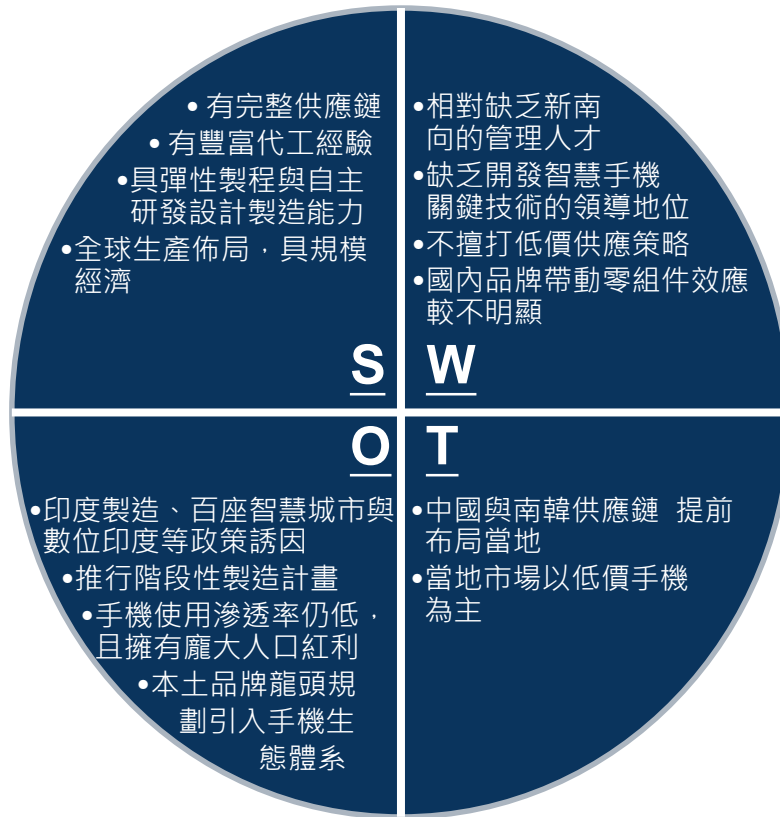 • 有完整供應鏈
• 有豐富代工經驗
•具彈性製程與自主
研發設計製造能力
•全球生產佈局，具規模
經濟
S
•相對缺乏新南
向的管理人才
•缺乏開發智慧手機
關鍵技術的領導地位
•不擅打低價供應策略
•國內品牌帶動零組件效應
較不明顯
W
O
•印度製造、百座智慧城市與
數位印度等政策誘因
•推行階段性製造計畫
•手機使用滲透率仍低，
且擁有龐大人口紅利
•本土品牌龍頭規
劃引入手機生
態體系
T
•中國與南韓供應鏈 提前
布局當地
•當地市場以低價手機
為主